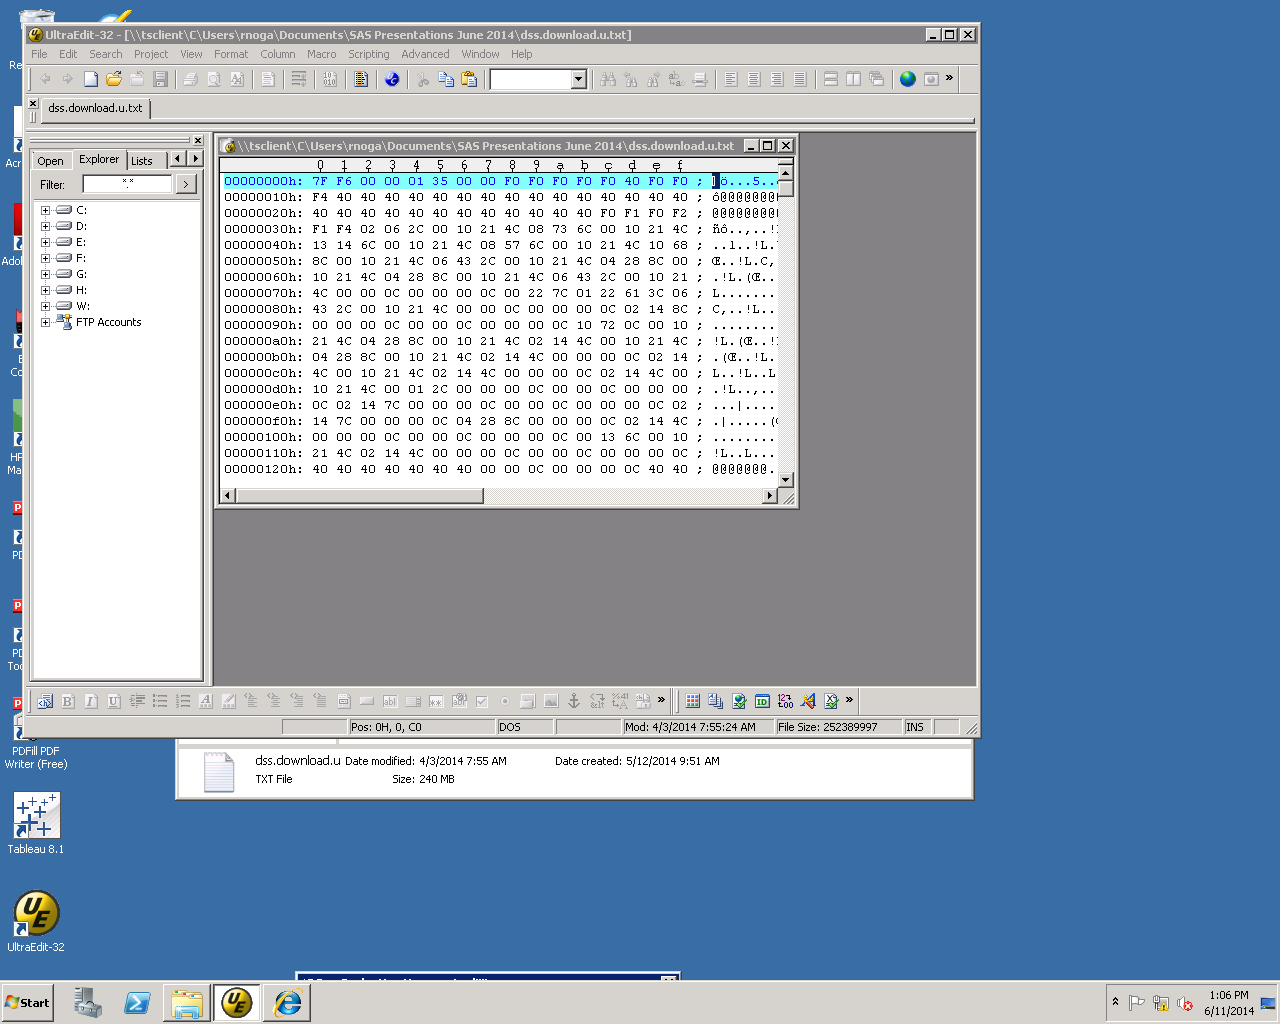 UltraEdit-32 - [\\tsclient\C\Users\rnoga\Documents\SAS Presentations June 2014\dss.download.u.txt]
File Edit Search Project View Format Column Macro Scripting Advanced Window Help
dss.download.u.txt
Open Explorer Lists
Filter: *.*
C:
D:
E:
F:
G:
H:
W:
FTP Accounts
\\tsclient\C\Users\rnoga\Documents\SAS Presentations June 2014\dss.download.u.txt
0 1 2 3 4 5 6 7 8 9 a b c d e f
00000000h: 7F F6 00 00 01 35 00 00 F0 F0 F0 F0 F0 40 F0 F0 ; ö...5...
00000010h: F4 40 40 40 40 40 40 40 40 40 40 40 40 40 40 40 ; ô@@@@@@@
00000020h: 40 40 40 40 40 40 40 40 40 40 40 40 F0 F1 F0 F2 ; @@@@@@@@
00000030h: F1 F4 02 06 2C 00 10 21 4C 08 73 6C 00 10 21 4C ; ñô..,..!
00000040h: 13 14 6C 00 10 21 4C 08 57 6C 00 10 21 4C 10 68 ; ..l..!L.
00000050h: 8C 00 10 21 4C 06 43 2C 00 10 21 4C 04 28 8C 00 ; Œ..!L.C,
00000060h: 10 21 4C 04 28 8C 00 10 21 4C 06 43 2C 00 10 21 ; .!L.(Œ..
00000070h: 4C 00 00 0C 00 00 00 0C 00 22 7C 01 22 61 3C 06 ; L.......
00000080h: 43 2C 00 10 21 4C 00 00 00 0C 00 00 0C 02 14 8C ; C,..!L..
00000090h: 00 00 00 0C 00 00 0C 00 00 00 0C 10 72 0C 00 10 ; ........
000000a0h: 21 4C 04 28 8C 00 10 21 4C 02 14 4C 00 10 21 4C ; !L.(Œ..!
000000b0h: 04 28 8C 00 10 21 4C 02 14 4C 00 00 00 0C 02 14 ; .(Œ..!L.
000000c0h: 4C 00 10 21 4C 02 14 4C 00 10 00 0C 02 14 4C 00 ; L..!L..L
000000d0h: 10 21 4C 00 01 2C 00 00 00 0C 00 0C 00 00 00 00 ; .!L..,..
000000e0h: 0C 02 14 7C 00 00 00 0C 00 00 0C 00 00 00 0C 02 ; ...|....
000000f0h: 14 7C 00 00 00 0C 04 28 8C 00 00 0C 02 14 4C ; .|.....(
00000100h: 00 00 00 0C 00 00 00 0C 00 00 0C 00 13 6C 00 10 ; ........
00000110h: 21 4C 02 14 4C 00 00 00 0C 00 00 0C 00 00 00 0C ; !L..L...
00000120h: 40 40 40 40 40 40 40 00 00 0C 00 00 00 0C 40 40 ; @@@@@@@.
Pos: 0H, 0, C0 DOS Mod: 4/3/2014 7:55:24 AM File Size: 252389997 INS
PDFill PDF
Writer (Free)
dss.download.u Date modified: 4/3/2014 7:55 AM Date created: 5/12/2014 9:51 AM
TXT File Size: 240 MB
Tableau 8.1
UltraEdit-32
Start
1:06 PM
6/11/2014